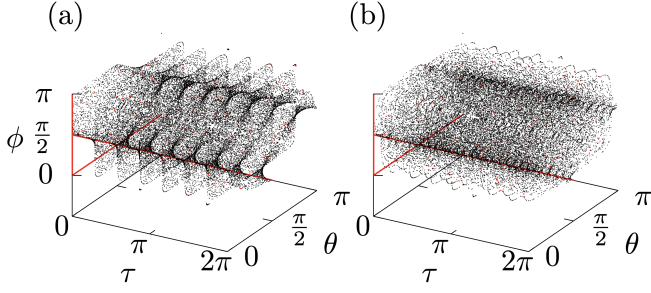 (a) (b)
π
ϕ π/2
0
0 π 2π
τ
0 π/2 π
θ
0 π 2π
τ
0 π/2 π
θ